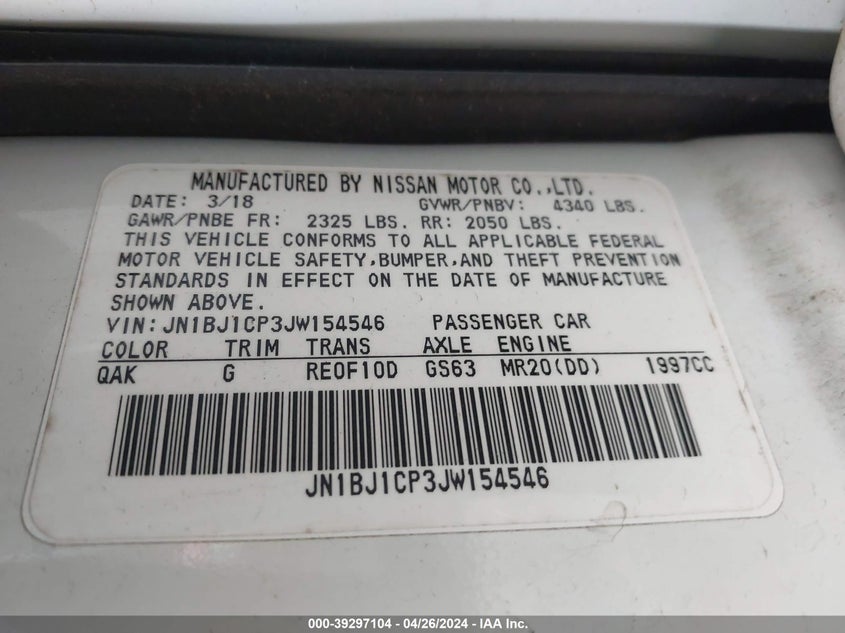 MANUFACTURED BY NISSAN MOTOR CO.,LTD.
DATE: 3/18 GVWR/PNBV: 4340 LBS.
GAWR/PNBE FR: 2325 LBS. RR: 2050 LBS.
THIS VEHICLE CONFORMS TO ALL APPLICABLE FEDERAL
MOTOR VEHICLE SAFETY,BUMPER,AND THEFT PREVENTION
STANDARDS IN EFFECT ON THE DATE OF MANUFACTURE
SHOWN ABOVE.
VIN: JN1BJ1CP3JW154546 PASSENGER CAR
COLOR TRIM TRANS AXLE ENGINE
QAK G RE0F10D GS63 MR20(DD) 1997CC
JN1BJ1CP3JW154546
000-39297104 - 04/26/2024 - IAA Inc.